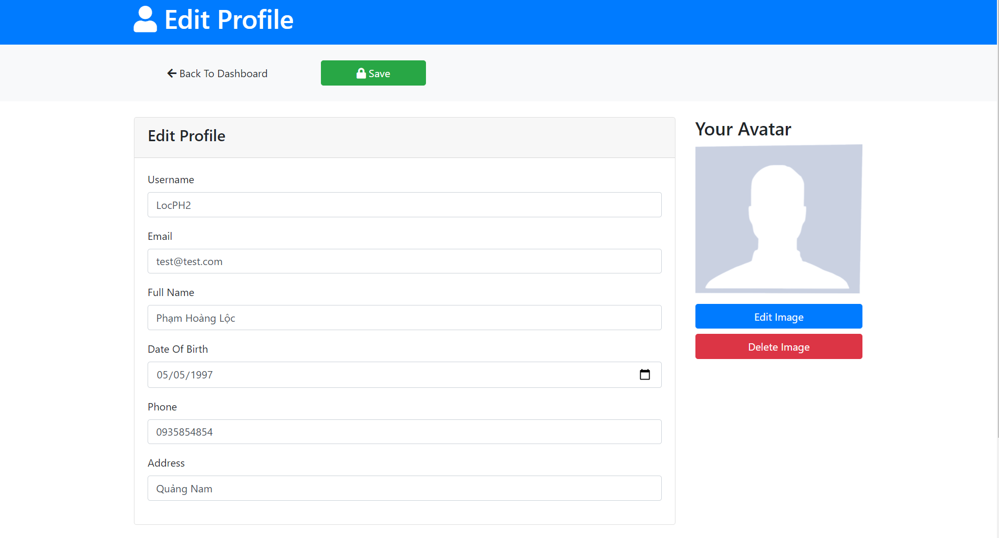 Edit Profile
Back To Dashboard
Save
Edit Profile
Username
LocPH2
Email
test@test.com
Full Name
Phạm Hoàng Lộc
Date Of Birth
05/05/1997
Phone
0935854854
Address
Quảng Nam
Your Avatar
Edit Image
Delete Image